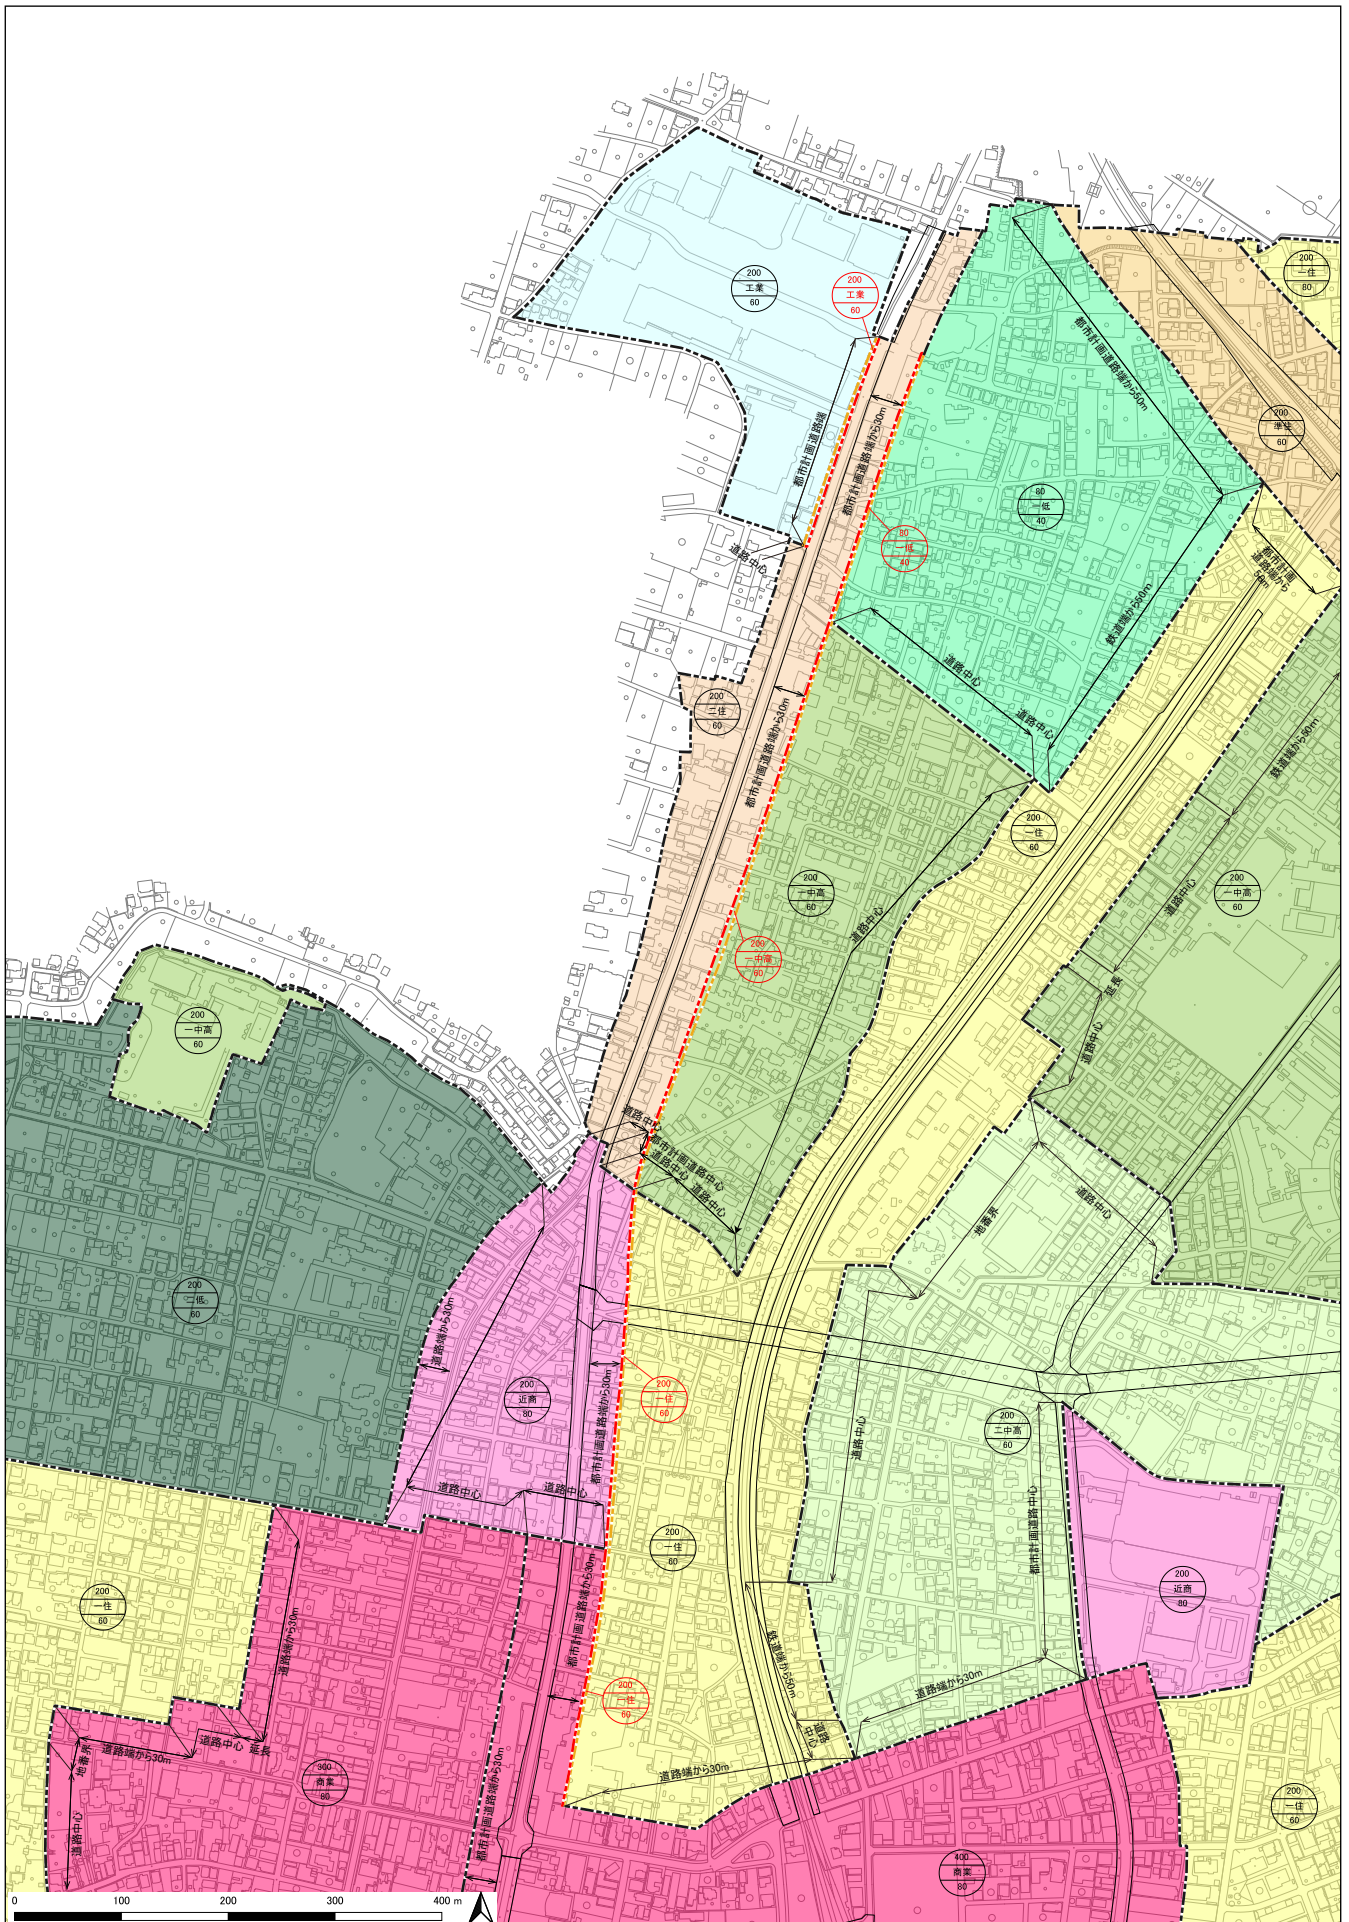 200
工業
60
200
工業
60
200
一住
80
都市計画道路端から50m
都市計画道路端
都市計画道路端から30m
200
準住
60
80
一低
40
80
一低
40
道路中心
都市計画
道路端から
50m
鉄道端から50m
道路中心
道路中心
200
二住
60
都市計画道路端から30m
鉄道端から50m
200
一住
60
200
一中高
60
200
一中高
60
道路中心
道路中心
200
一中高
60
延長
道路中心
200
一中高
60
道路中心
都市計画道路中心
道路中心
道路中心
道路中心
地番界
200
二低
60
道路端から30m
200
近商
80
都市計画道路端から30m
200
一住
60
道路中心
200
二中高
60
道路中心
道路中心
都市計画道路中心
200
一住
60
200
近商
80
200
一住
60
都市計画道路端から30m
道路端から30m
鉄道端から50m
道路端から30m
200
一住
60
道路
中心
地番界
道路端から30m
道路中心
延長
道路端から30m
300
商業
80
都市計画道路端から30m
200
一住
60
道路中心
400
商業
80
0
100
200
300
400 m